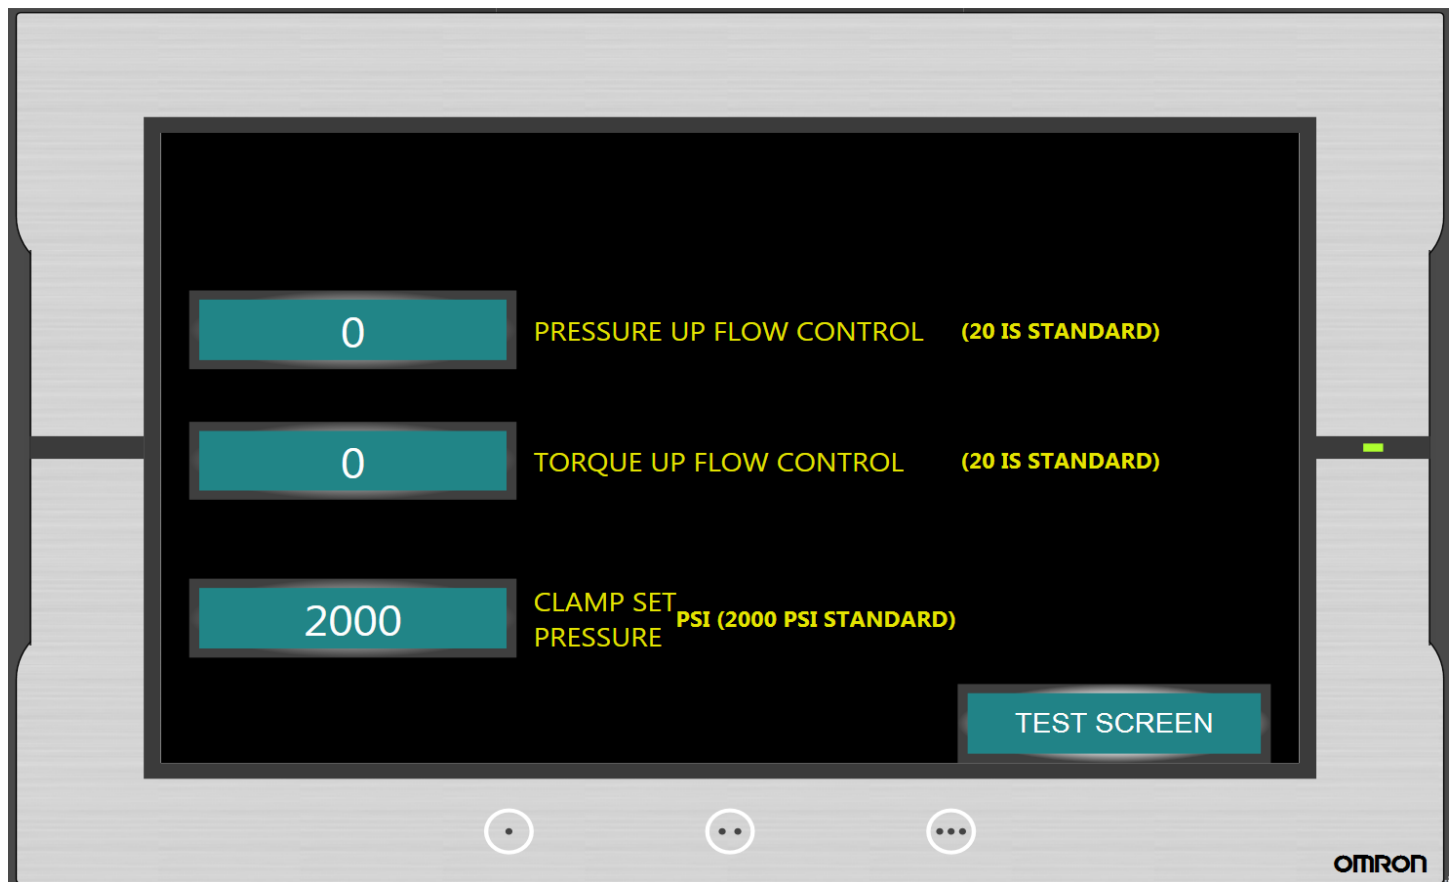 0 PRESSURE UP FLOW CONTROL (20 IS STANDARD)
0 TORQUE UP FLOW CONTROL (20 IS STANDARD)
2000 CLAMP SET
PRESSURE PSI (2000 PSI STANDARD)
TEST SCREEN
OMRON